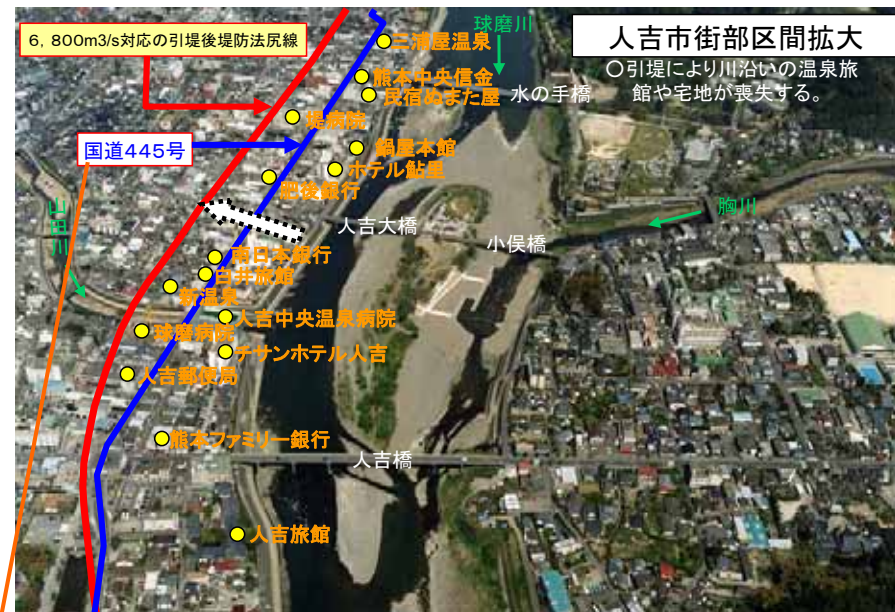 人吉市街部区間拡大
○引堤により川沿いの温泉旅
館や宅地が喪失する。
6，800m3/s対応の引堤後堤防法尻線
国道445号
球磨川
三浦屋温泉
熊本中央信金
民宿ぬまた屋
水の手橋
堤病院
鍋屋本館
ホテル鮎里
肥後銀行
胸川
人吉大橋
小俣橋
南日本銀行
白井旅館
新温泉
人吉中央温泉病院
球磨病院
チサンホテル人吉
人吉郵便局
熊本ファミリー銀行
人吉橋
人吉旅館